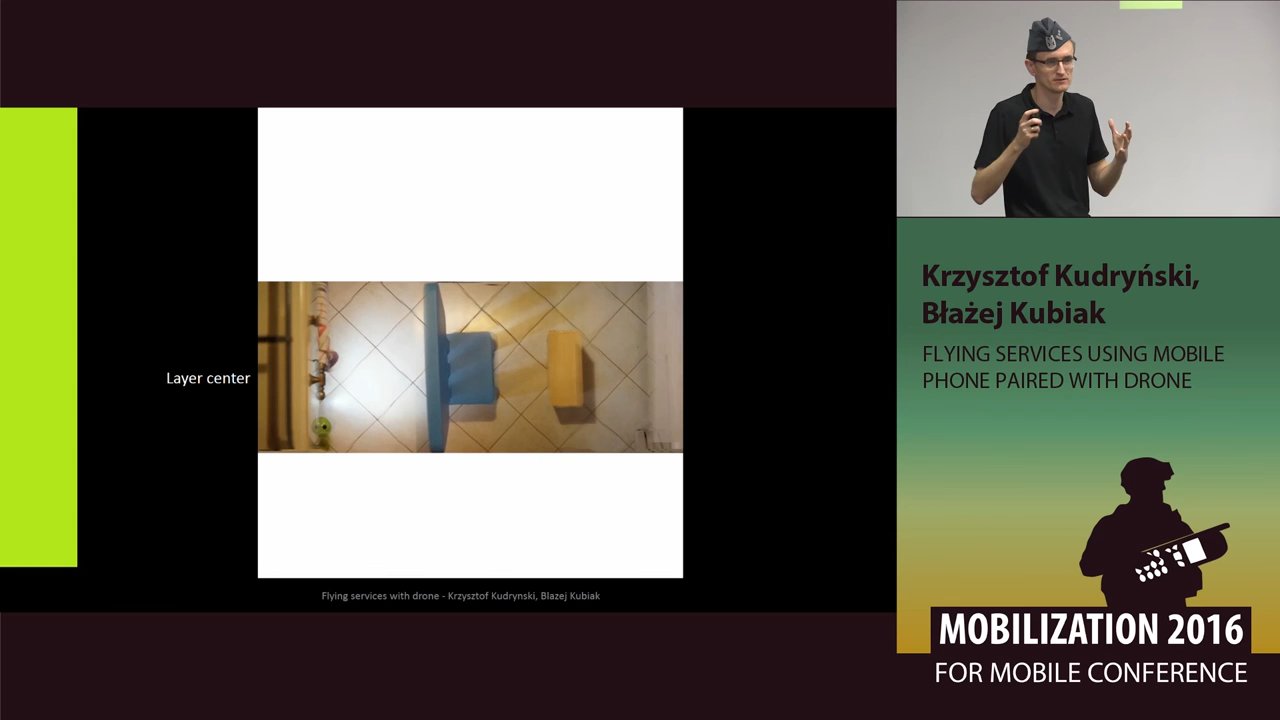 Layer center
Flying services with drone - Krzysztof Kudrynski, Blazej Kubiak
Krzysztof Kudryński,
Błażej Kubiak
FLYING SERVICES USING MOBILE
PHONE PAIRED WITH DRONE
MOBILIZATION 2016
FOR MOBILE CONFERENCE